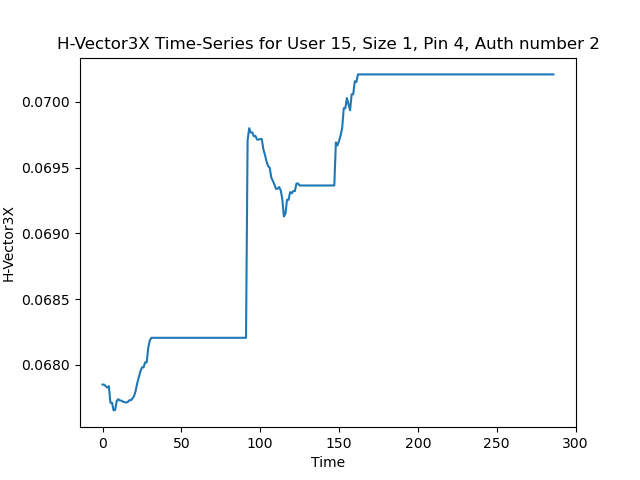 H-Vector3X Time-Series for User 15, Size 1, Pin 4, Auth number 2
0.0700
0.0695
0.0690
0.0685
0.0680
H-Vector3X
0 50 100 150 200 250 300
Time